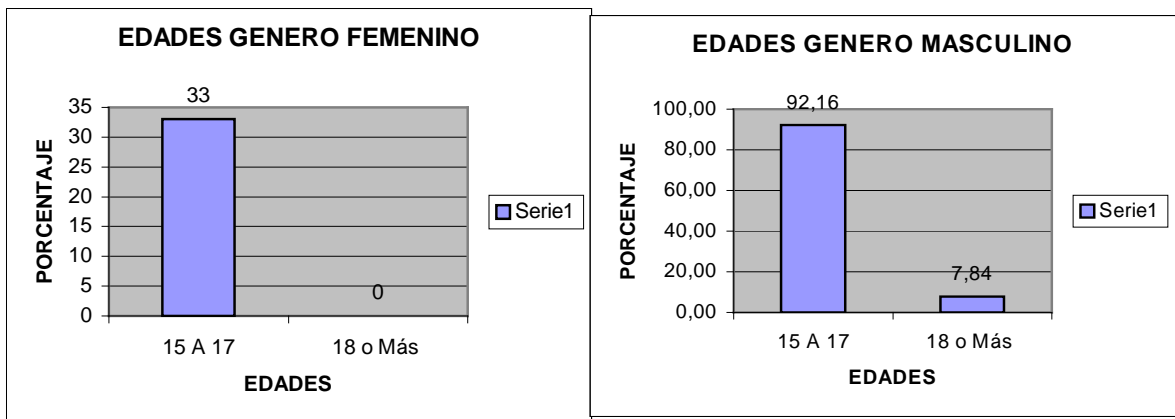 EDADES GENERO FEMENINO
PORCENTAJE
35
30
25
20
15
10
5
0
33
0
15 A 17
18 o Más
EDADES
Serie1
EDADES GENERO MASCULINO
PORCENTAJE
100,00
80,00
60,00
40,00
20,00
0,00
92,16
7,84
15 A 17
18 o Más
EDADES
Serie1